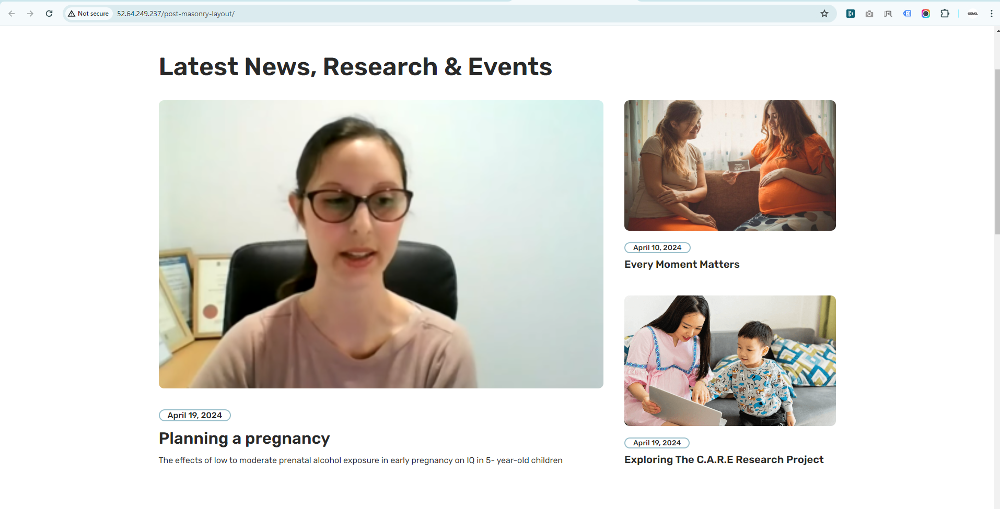 Not secure
52.64.249.237/post-masonry-layout/
OKMG.
Latest News, Research & Events
April 19, 2024
Planning a pregnancy
The effects of low to moderate prenatal alcohol exposure in early pregnancy on IQ in 5- year-old children
April 10, 2024
Every Moment Matters
April 19, 2024
Exploring The C.A.R.E Research Project